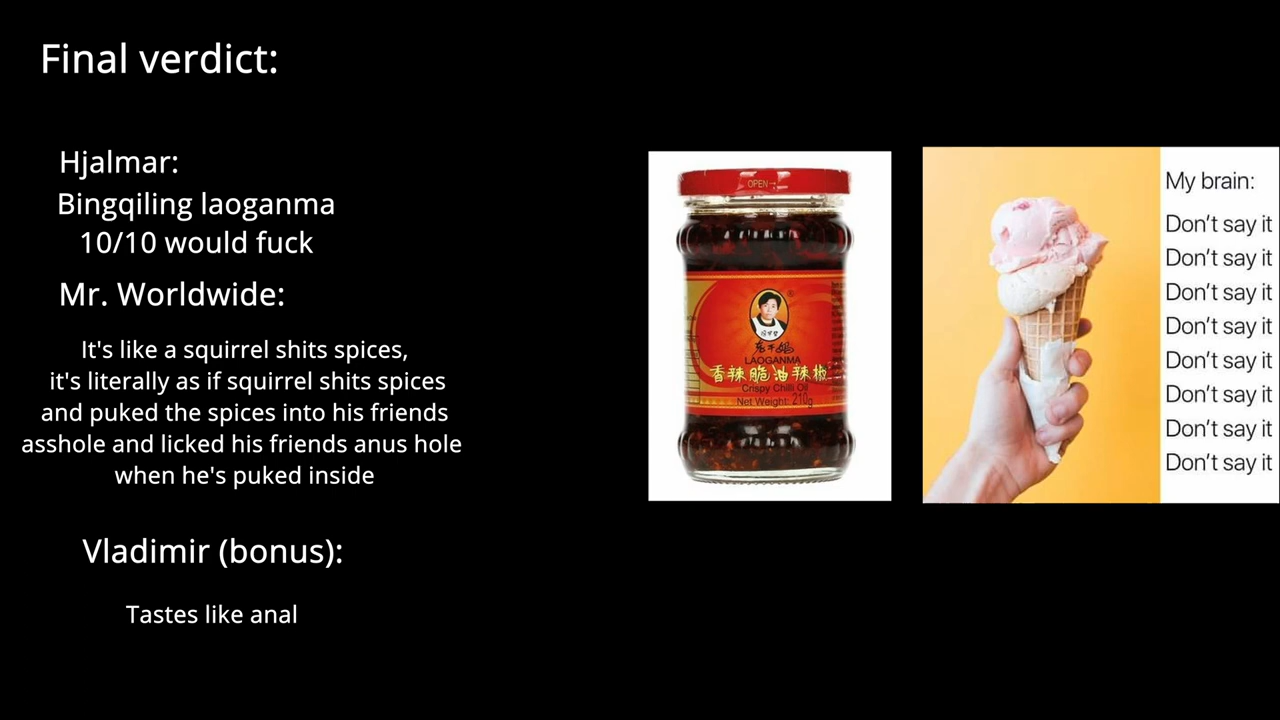 Final verdict:
Hjalmar:
Bingqiling laoganma
10/10 would fuck
Mr. Worldwide:
It's like a squirrel shits spices,
it's literally as if squirrel shits spices
and puked the spices into his friends
asshole and licked his friends anus hole
when he's puked inside
Vladimir (bonus):
Tastes like anal
OPEN→
老干妈
LAOGANMA
香辣脆油辣椒
Crispy Chilli Oil
Net Weight: 210g
My brain:
Don't say it
Don't say it
Don't say it
Don't say it
Don't say it
Don't say it
Don't say it
Don't say it